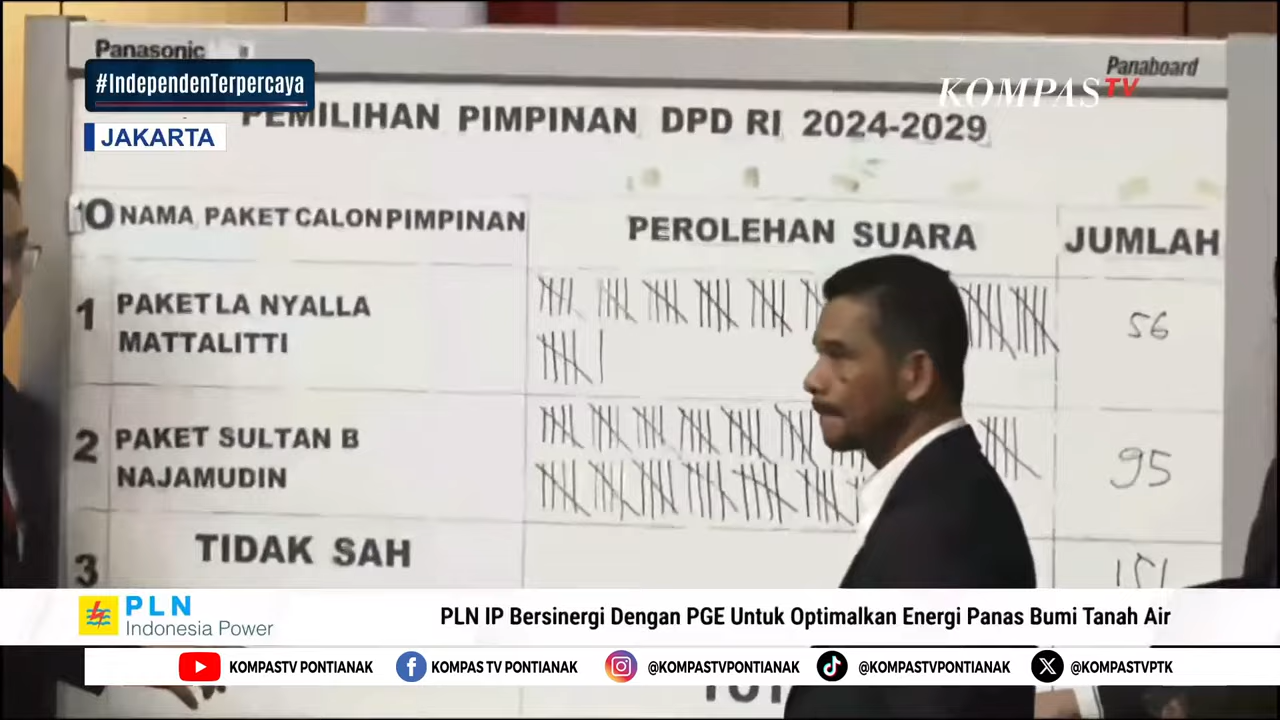 Panasonic
Panaboard
#IndependenTerpercaya
KOMPASTV
JAKARTA
PEMILIHAN PIMPINAN DPD RI 2024-2029
NAMA PAKET CALON PIMPINAN
PEROLEHAN SUARA
JUMLAH
1
PAKET LA NYALLA
MATTALITTI
56
2
PAKET SULTAN B
NAJAMUDIN
95
3
TIDAK SAH
151
PLN
Indonesia Power
PLN IP Bersinergi Dengan PGE Untuk Optimalkan Energi Panas Bumi Tanah Air
KOMPASTV PONTIANAK
KOMPAS TV PONTIANAK
@KOMPASTVPONTIANAK
@KOMPASTVPONTIANAK
@KOMPASTVPTK